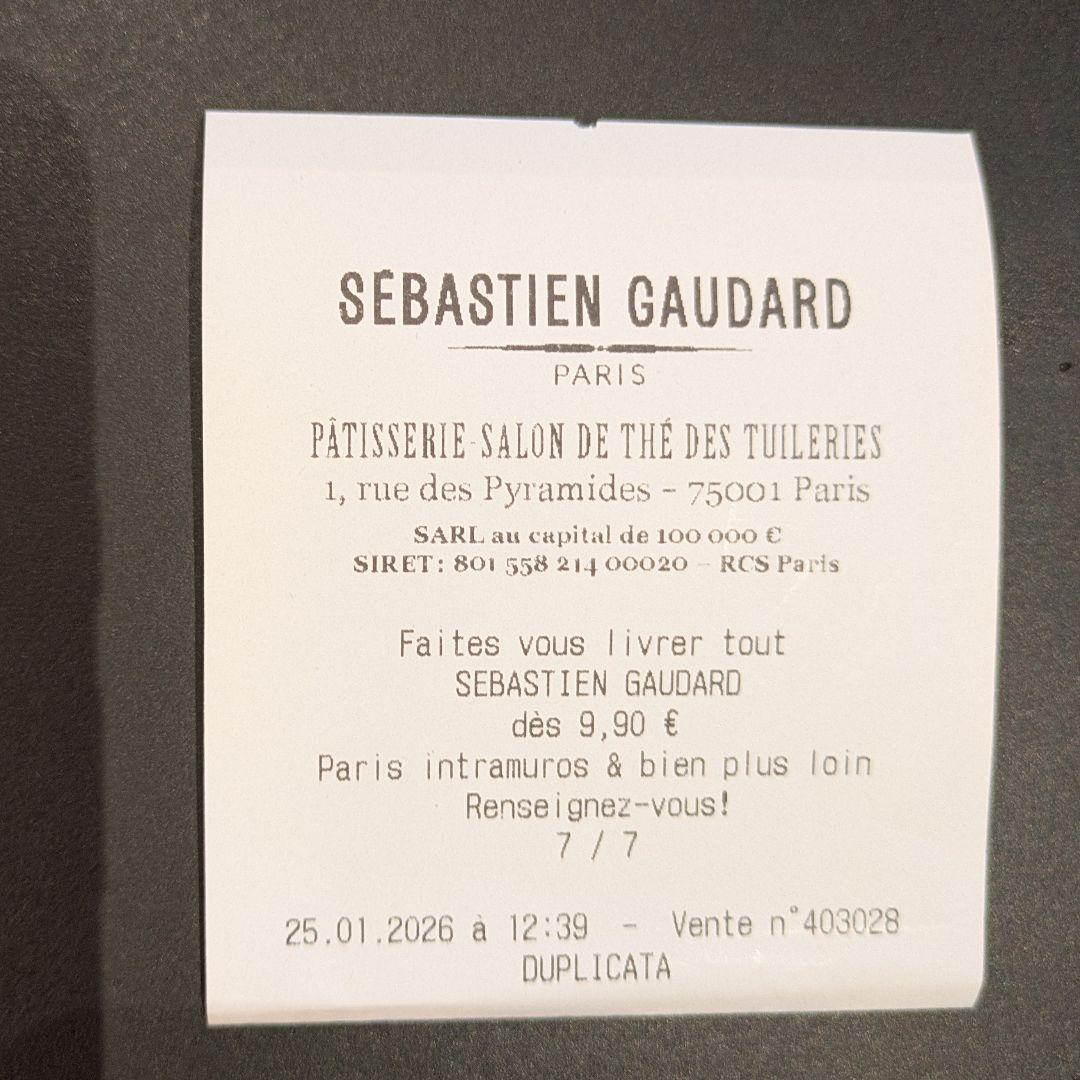 SÉBASTIEN GAUDARD
PARIS
PÂTISSERIE-SALON DE THÉ DES TUILERIES
1, rue des Pyramides – 75001 Paris
SARL au capital de 100 000 €
SIRET: 801 558 214 00020 – RCS Paris
Faites vous livrer tout
SEBASTIEN GAUDARD
dès 9,90 €
Paris intramuros & bien plus loin
Renseignez-vous!
7 / 7
25.01.2026 à 12:39 - Vente n°403028
DUPLICATA